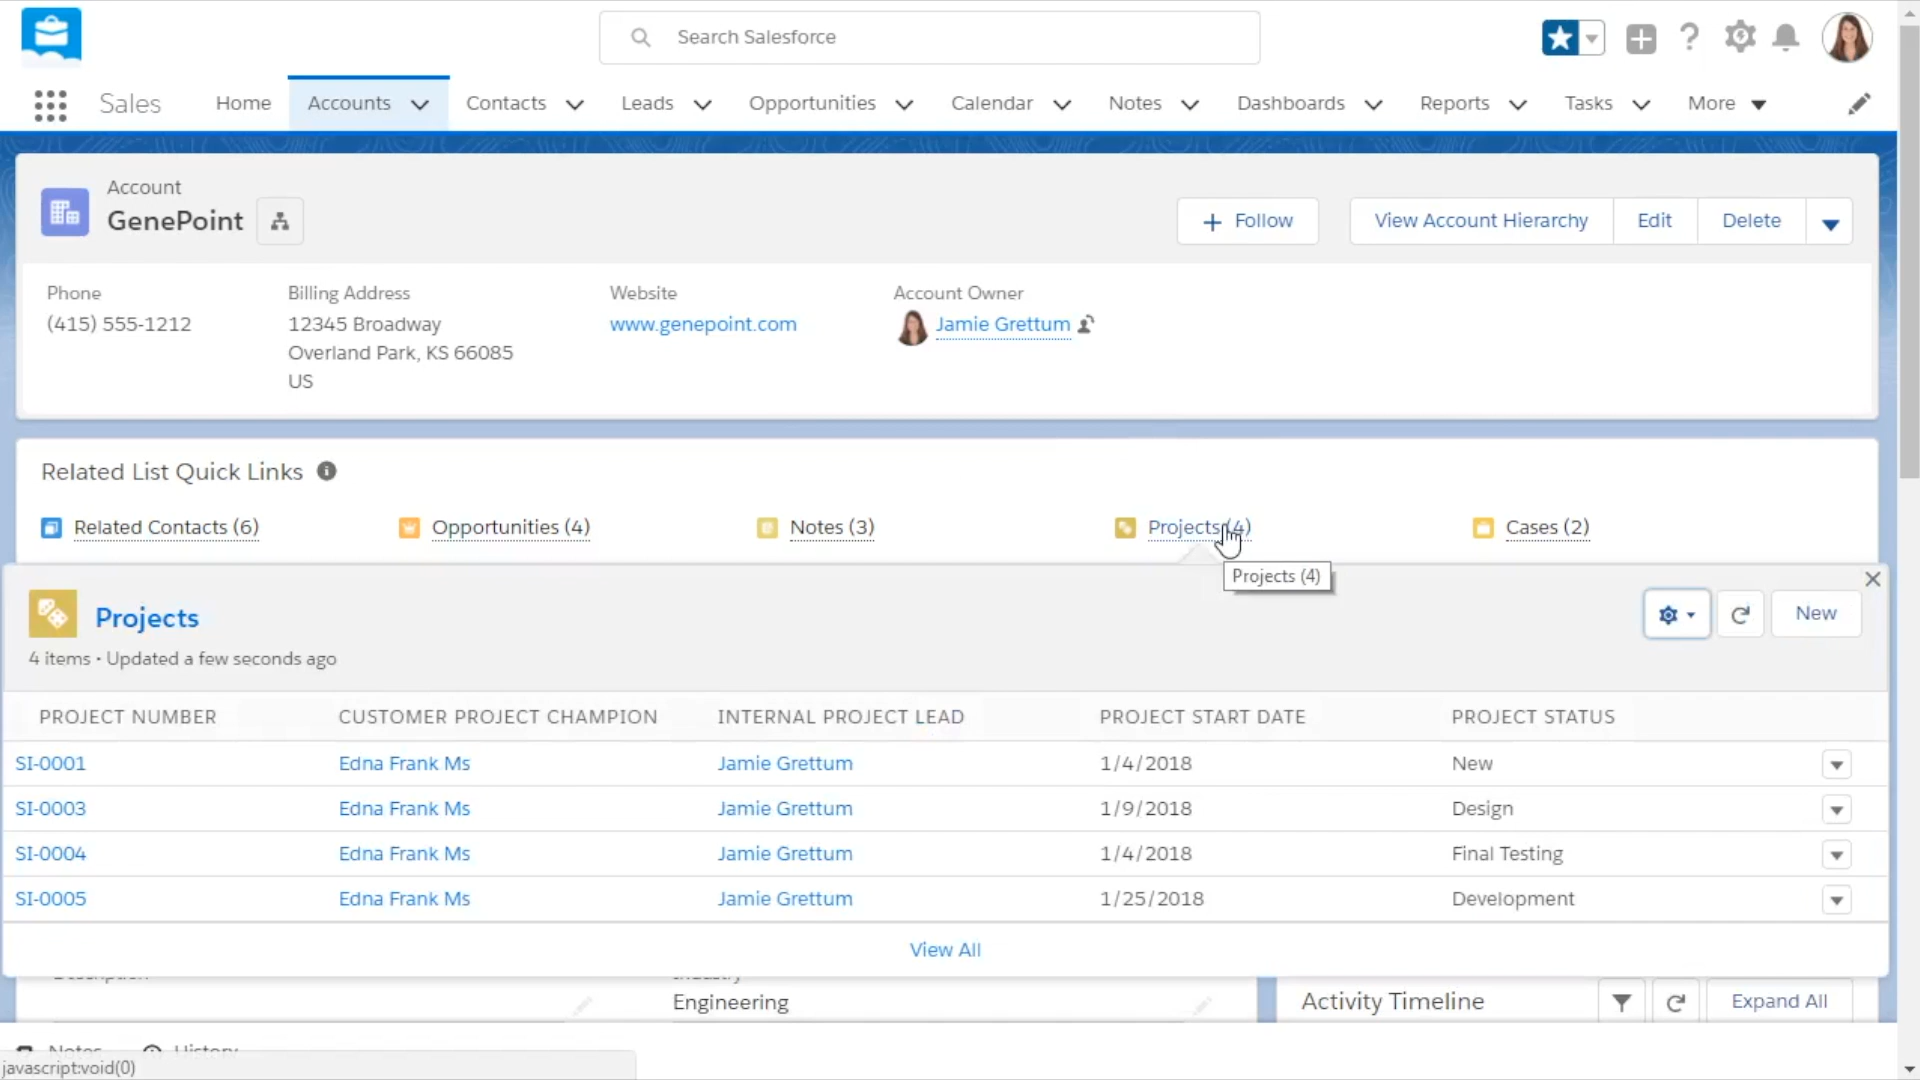 Search Salesforce
Sales
Home
Accounts
Contacts
Leads
Opportunities
Calendar
Notes
Dashboards
Reports
Tasks
More
Account
GenePoint
Follow
View Account Hierarchy
Edit
Delete
Phone
Billing Address
Website
Account Owner
(415) 555-1212
12345 Broadway
Overland Park, KS 66085
US
www.genepoint.com
Jamie Grettum
Related List Quick Links
Related Contacts (6)
Opportunities (4)
Notes (3)
Projects (4)
Cases (2)
Projects (4)
Projects
4 items • Updated a few seconds ago
New
PROJECT NUMBER
CUSTOMER PROJECT CHAMPION
INTERNAL PROJECT LEAD
PROJECT START DATE
PROJECT STATUS
SI-0001
Edna Frank Ms
Jamie Grettum
1/4/2018
New
SI-0003
Edna Frank Ms
Jamie Grettum
1/9/2018
Design
SI-0004
Edna Frank Ms
Jamie Grettum
1/4/2018
Final Testing
SI-0005
Edna Frank Ms
Jamie Grettum
1/25/2018
Development
View All
Engineering
Activity Timeline
Expand All
Notes
History
javascript:void(0)